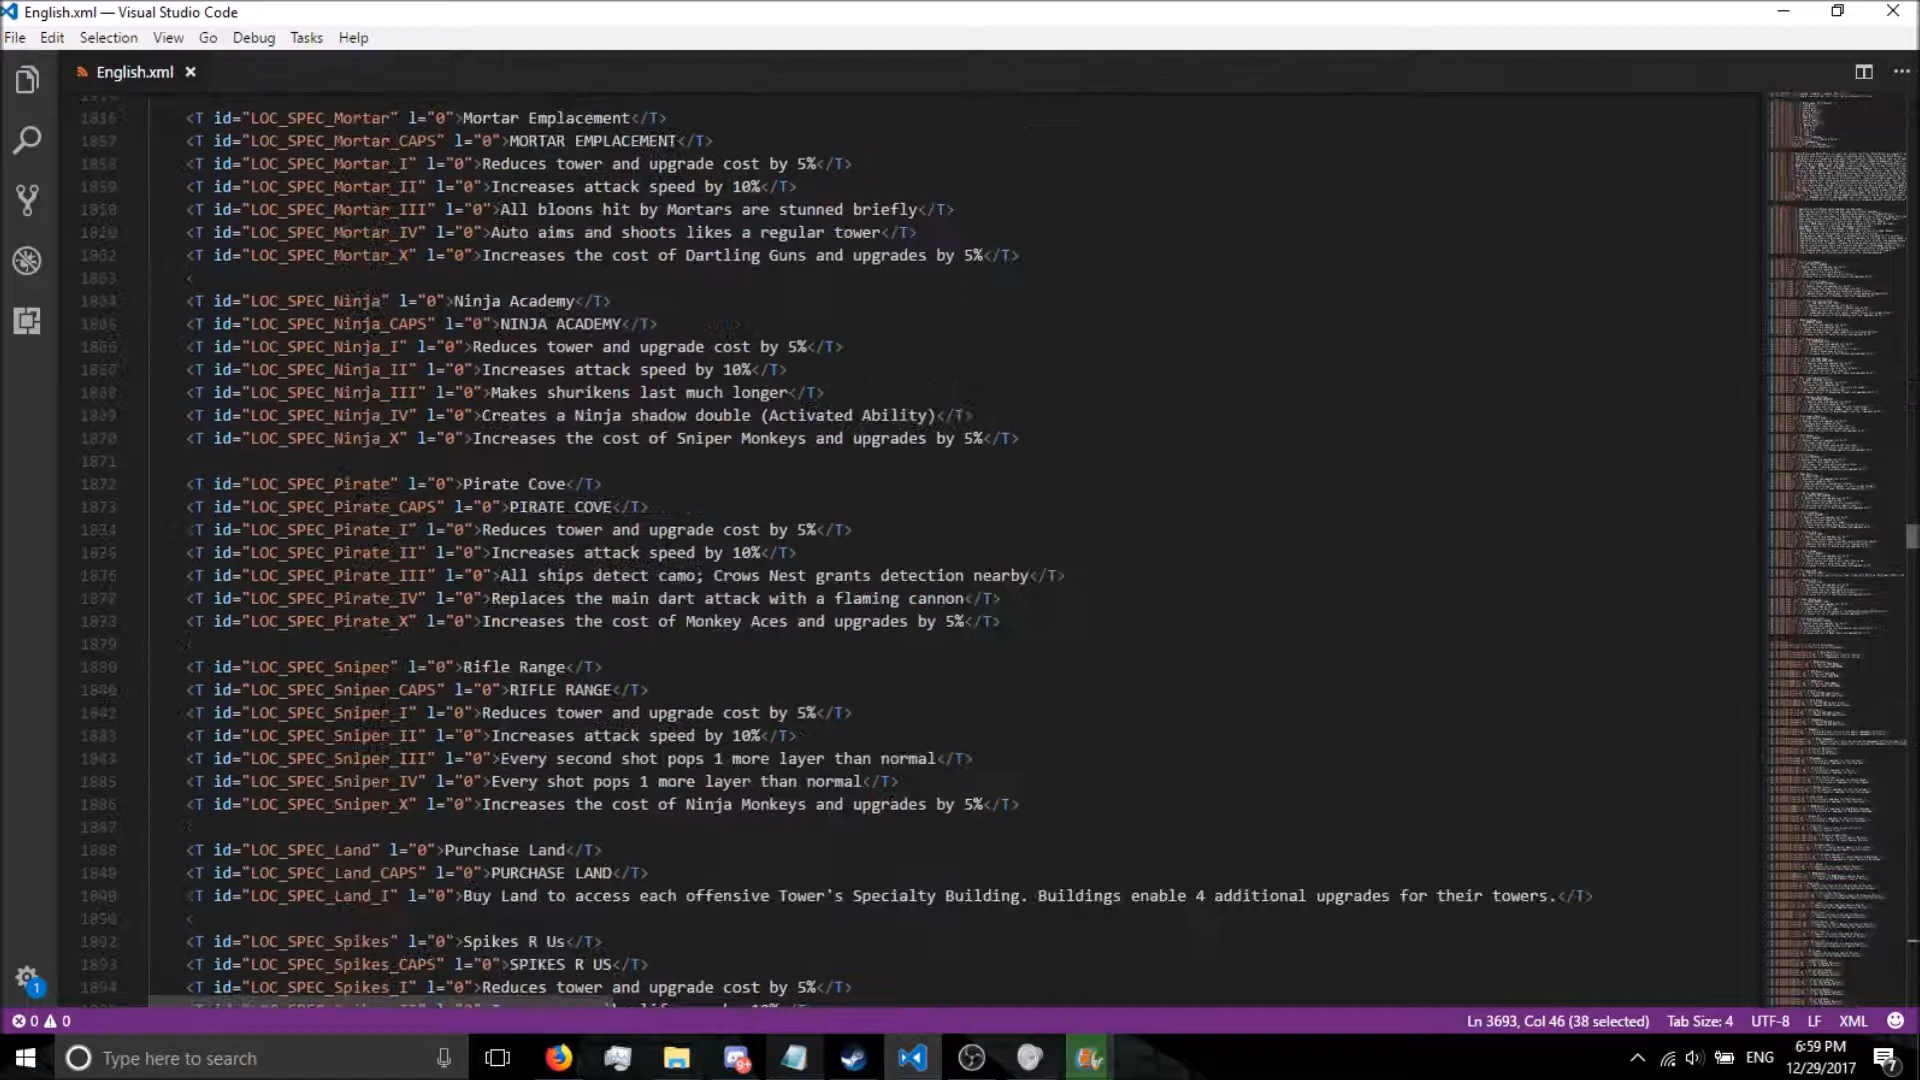 English.xml — Visual Studio Code
File Edit Selection View Go Debug Tasks Help
English.xml
<T id="LOC_SPEC_Mortar" l="0">Mortar Emplacement</T>
1857 <T id="LOC_SPEC_Mortar_CAPS" l="0">MORTAR EMPLACEMENT</T>
<T id="LOC_SPEC_Mortar_I" l="0">Reduces tower and upgrade cost by 5%</T>
<T id="LOC_SPEC_Mortar_II" l="0">Increases attack speed by 10%</T>
<T id="LOC_SPEC_Mortar_III" l="0">All bloons hit by Mortars are stunned briefly</T>
<T id="LOC_SPEC_Mortar_IV" l="0">Auto aims and shoots likes a regular tower</T>
<T id="LOC_SPEC_Mortar_X" l="0">Increases the cost of Dartling Guns and upgrades by 5%</T>
<T id="LOC_SPEC_Ninja" l="0">Ninja Academy</T>
<T id="LOC_SPEC_Ninja_CAPS" l="0">NINJA ACADEMY</T>
<T id="LOC_SPEC_Ninja_I" l="0">Reduces tower and upgrade cost by 5%</T>
<T id="LOC_SPEC_Ninja_II" l="0">Increases attack speed by 10%</T>
<T id="LOC_SPEC_Ninja_III" l="0">Makes shurikens last much longer</T>
<T id="LOC_SPEC_Ninja_IV" l="0">Creates a Ninja shadow double (Activated Ability)</T>
1870 <T id="LOC_SPEC_Ninja_X" l="0">Increases the cost of Sniper Monkeys and upgrades by 5%</T>
1871
1872 <T id="LOC_SPEC_Pirate" l="0">Pirate Cove</T>
1873 <T id="LOC_SPEC_Pirate_CAPS" l="0">PIRATE COVE</T>
<T id="LOC_SPEC_Pirate_I" l="0">Reduces tower and upgrade cost by 5%</T>
<T id="LOC_SPEC_Pirate_II" l="0">Increases attack speed by 10%</T>
1876 <T id="LOC_SPEC_Pirate_III" l="0">All ships detect camo; Crows Nest grants detection nearby</T>
1877 <T id="LOC_SPEC_Pirate_IV" l="0">Replaces the main dart attack with a flaming cannon</T>
<T id="LOC_SPEC_Pirate_X" l="0">Increases the cost of Monkey Aces and upgrades by 5%</T>
1879
<T id="LOC_SPEC_Sniper" l="0">Rifle Range</T>
<T id="LOC_SPEC_Sniper_CAPS" l="0">RIFLE RANGE</T>
<T id="LOC_SPEC_Sniper_I" l="0">Reduces tower and upgrade cost by 5%</T>
1883 <T id="LOC_SPEC_Sniper_II" l="0">Increases attack speed by 10%</T>
<T id="LOC_SPEC_Sniper_III" l="0">Every second shot pops 1 more layer than normal</T>
1885 <T id="LOC_SPEC_Sniper_IV" l="0">Every shot pops 1 more layer than normal</T>
1886 <T id="LOC_SPEC_Sniper_X" l="0">Increases the cost of Ninja Monkeys and upgrades by 5%</T>
1887
1888 <T id="LOC_SPEC_Land" l="0">Purchase Land</T>
<T id="LOC_SPEC_Land_CAPS" l="0">PURCHASE LAND</T>
<T id="LOC_SPEC_Land_I" l="0">Buy Land to access each offensive Tower's Specialty Building. Buildings enable 4 additional upgrades for their towers.</T>
1892 <T id="LOC_SPEC_Spikes" l="0">Spikes R Us</T>
1893 <T id="LOC_SPEC_Spikes_CAPS" l="0">SPIKES R US</T>
1894 <T id="LOC_SPEC_Spikes_I" l="0">Reduces tower and upgrade cost by 5%</T>
1
0 0 Ln 3693, Col 46 (38 selected) Tab Size: 4 UTF-8 LF XML
Type here to search
ENG
6:59 PM
12/29/2017
7